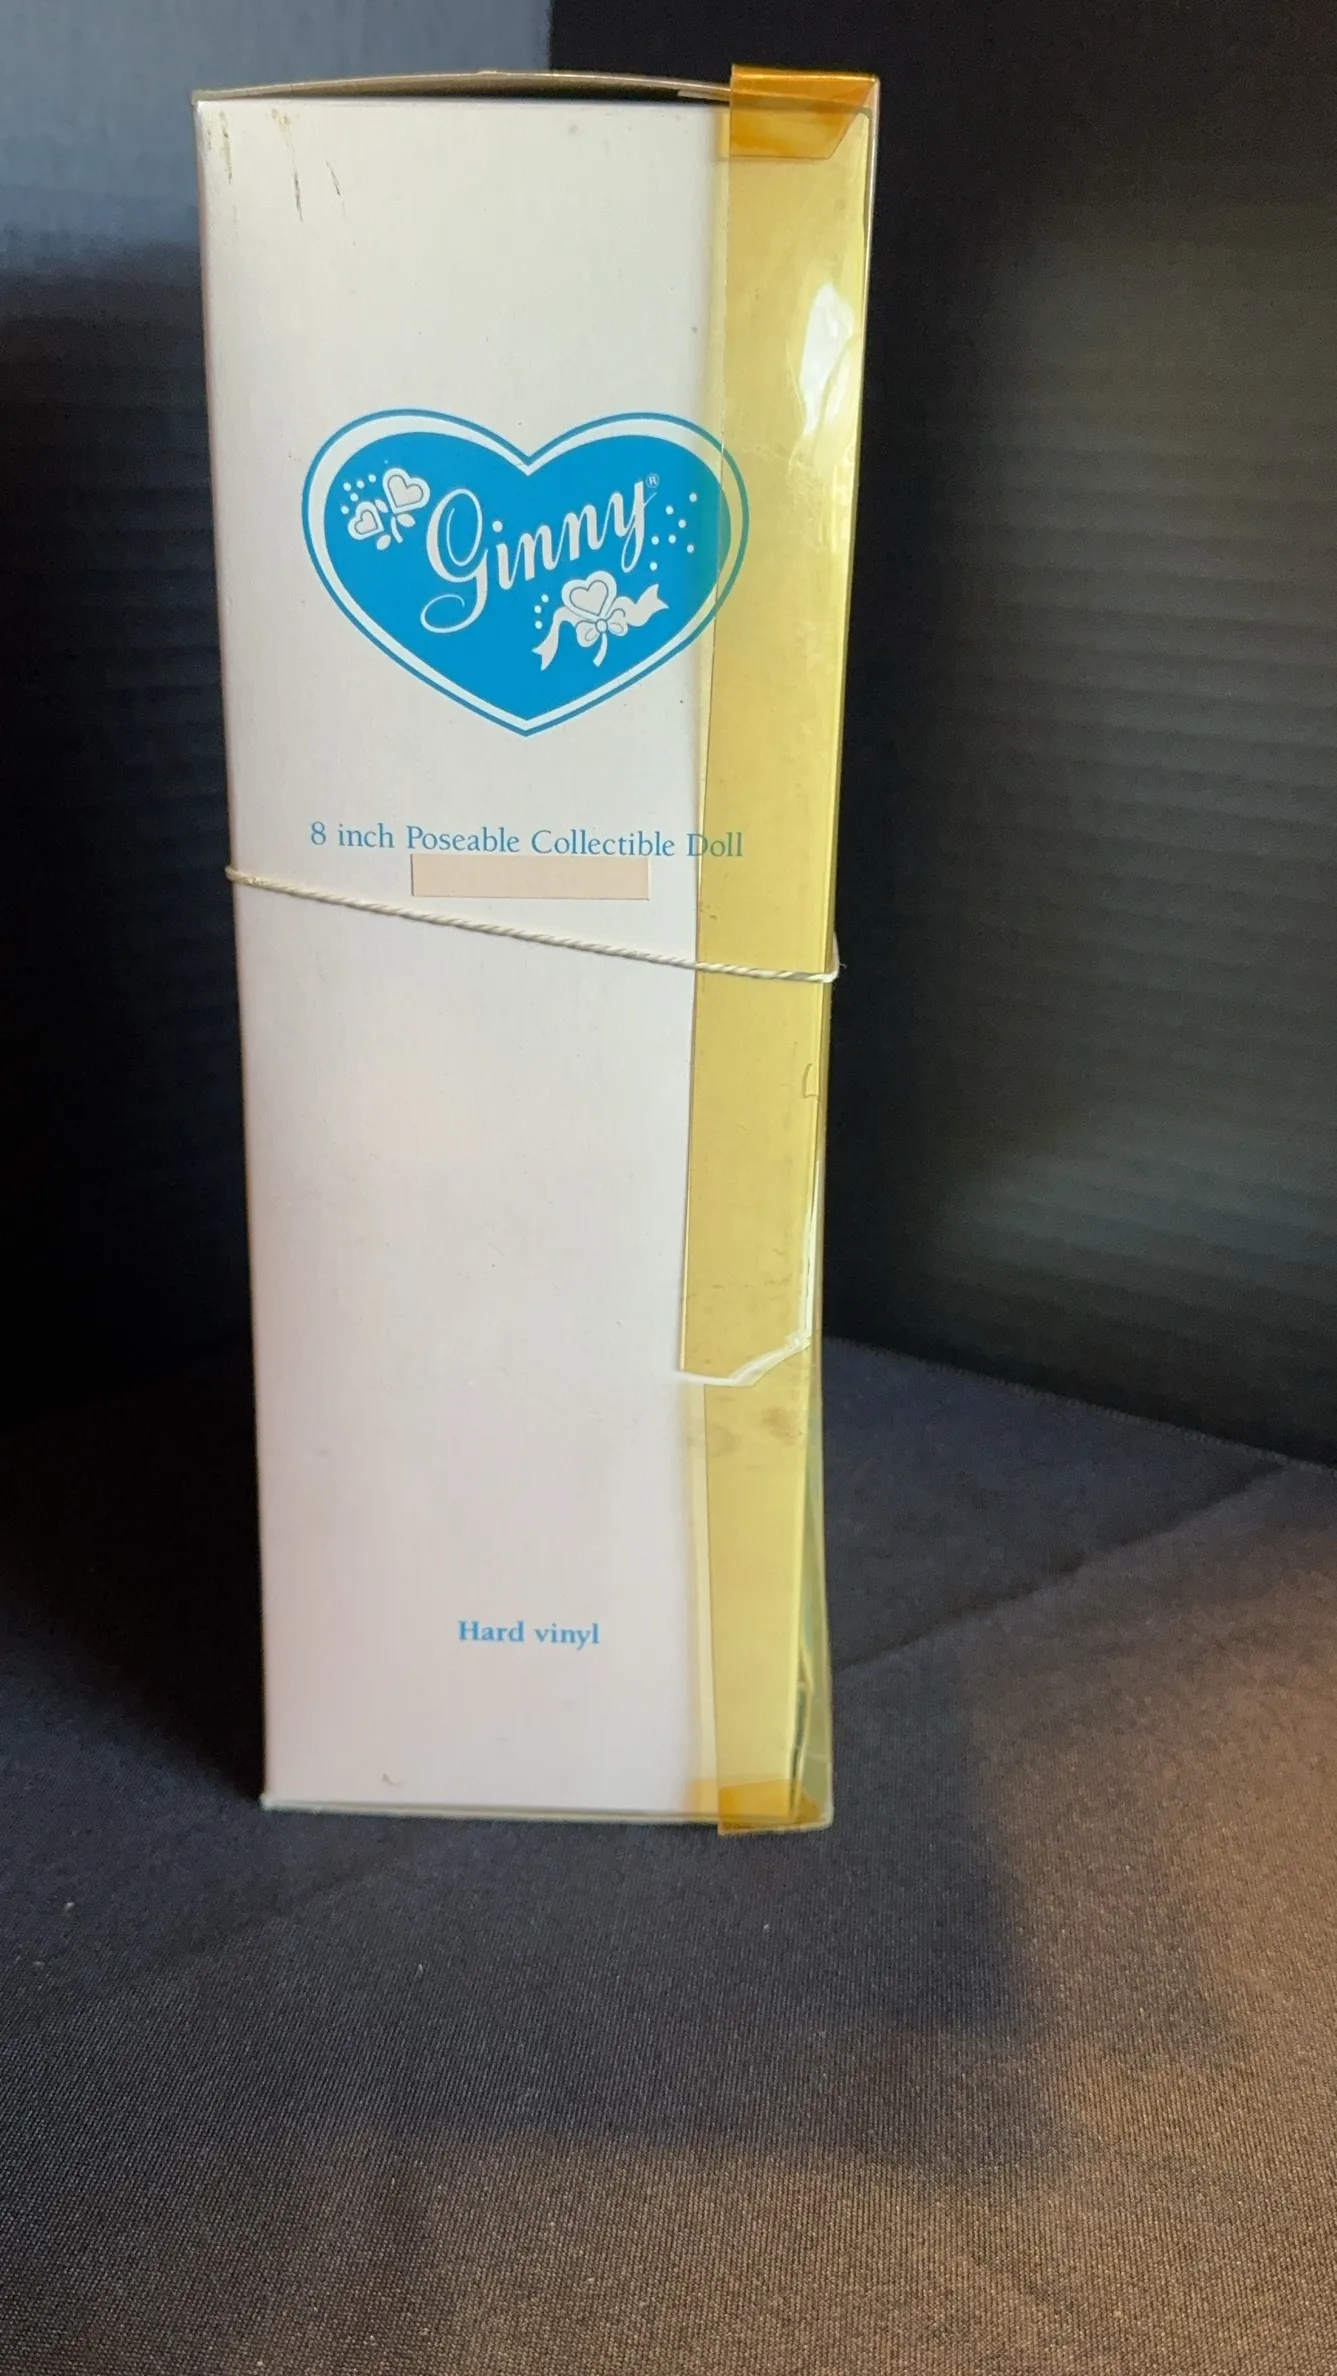 Ginny®
8 inch Poseable Collectible Doll
Hard vinyl